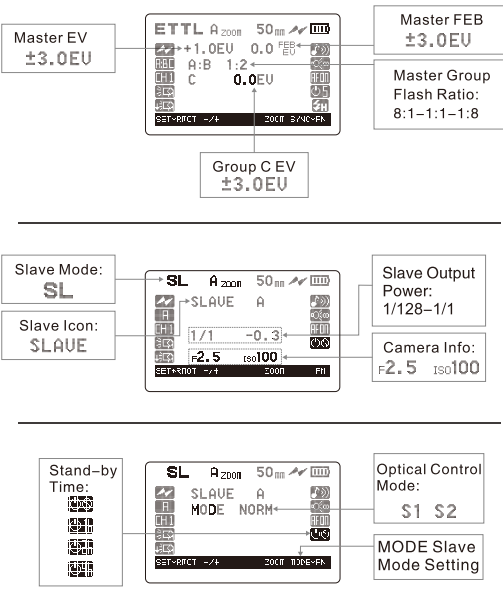 Master EV
±3.0EV
ETTL A ZOOM 50mm
+1.0EV 0.0 FEB EV
A:B:C A:B 1:2
CH1 C 0.0EV
AFON
SET+RMOT -/+ ZOOM SYNC+FN
Master FEB
±3.0EV
Master Group
Flash Ratio:
8:1–1:1–1:8
Group C EV
±3.0EV
Slave Mode:
SL
Slave Icon:
SLAVE
SL A ZOOM 50mm
SLAVE A
A
CH1
1/1 -0.3
AFON
F2.5 ISO100
SET+RMOT -/+ ZOOM FN
Slave Output
Power:
1/128–1/1
Camera Info:
F2.5 ISO100
Stand–by
Time:
SL A ZOOM 50mm
SLAVE A
A MODE NORM
CH1
AFON
SET+RMOT -/+ ZOOM MODE+FN
Optical Control
Mode:
S1 S2
MODE Slave
Mode Setting